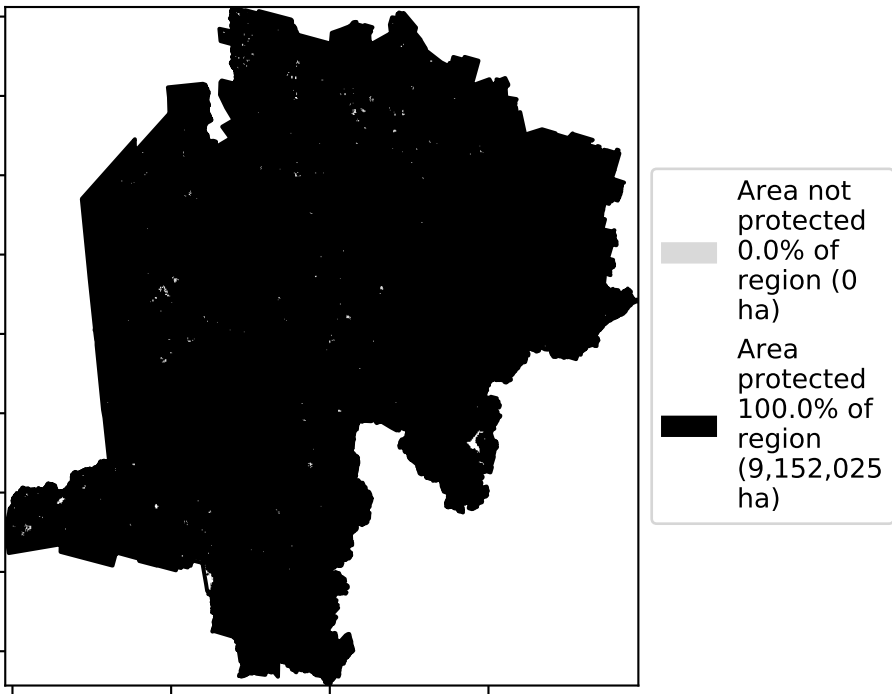 Area not
protected
0.0% of
region (0
ha)
Area
protected
100.0% of
region
(9,152,025
ha)